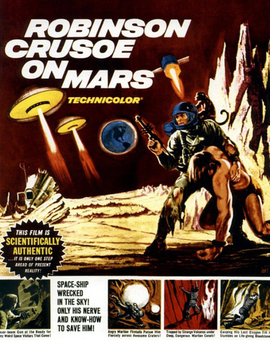 ROBINSON
CRUSOE
ON
MARS
TECHNICOLOR®
THIS FILM IS
SCIENTIFICALLY
AUTHENTIC
...IT IS ONLY ONE STEP
AHEAD OF PRESENT
REALITY!
SPACE-SHIP
WRECKED
IN THE SKY!
ONLY HIS NERVE
AND KNOW-HOW
TO SAVE HIM!